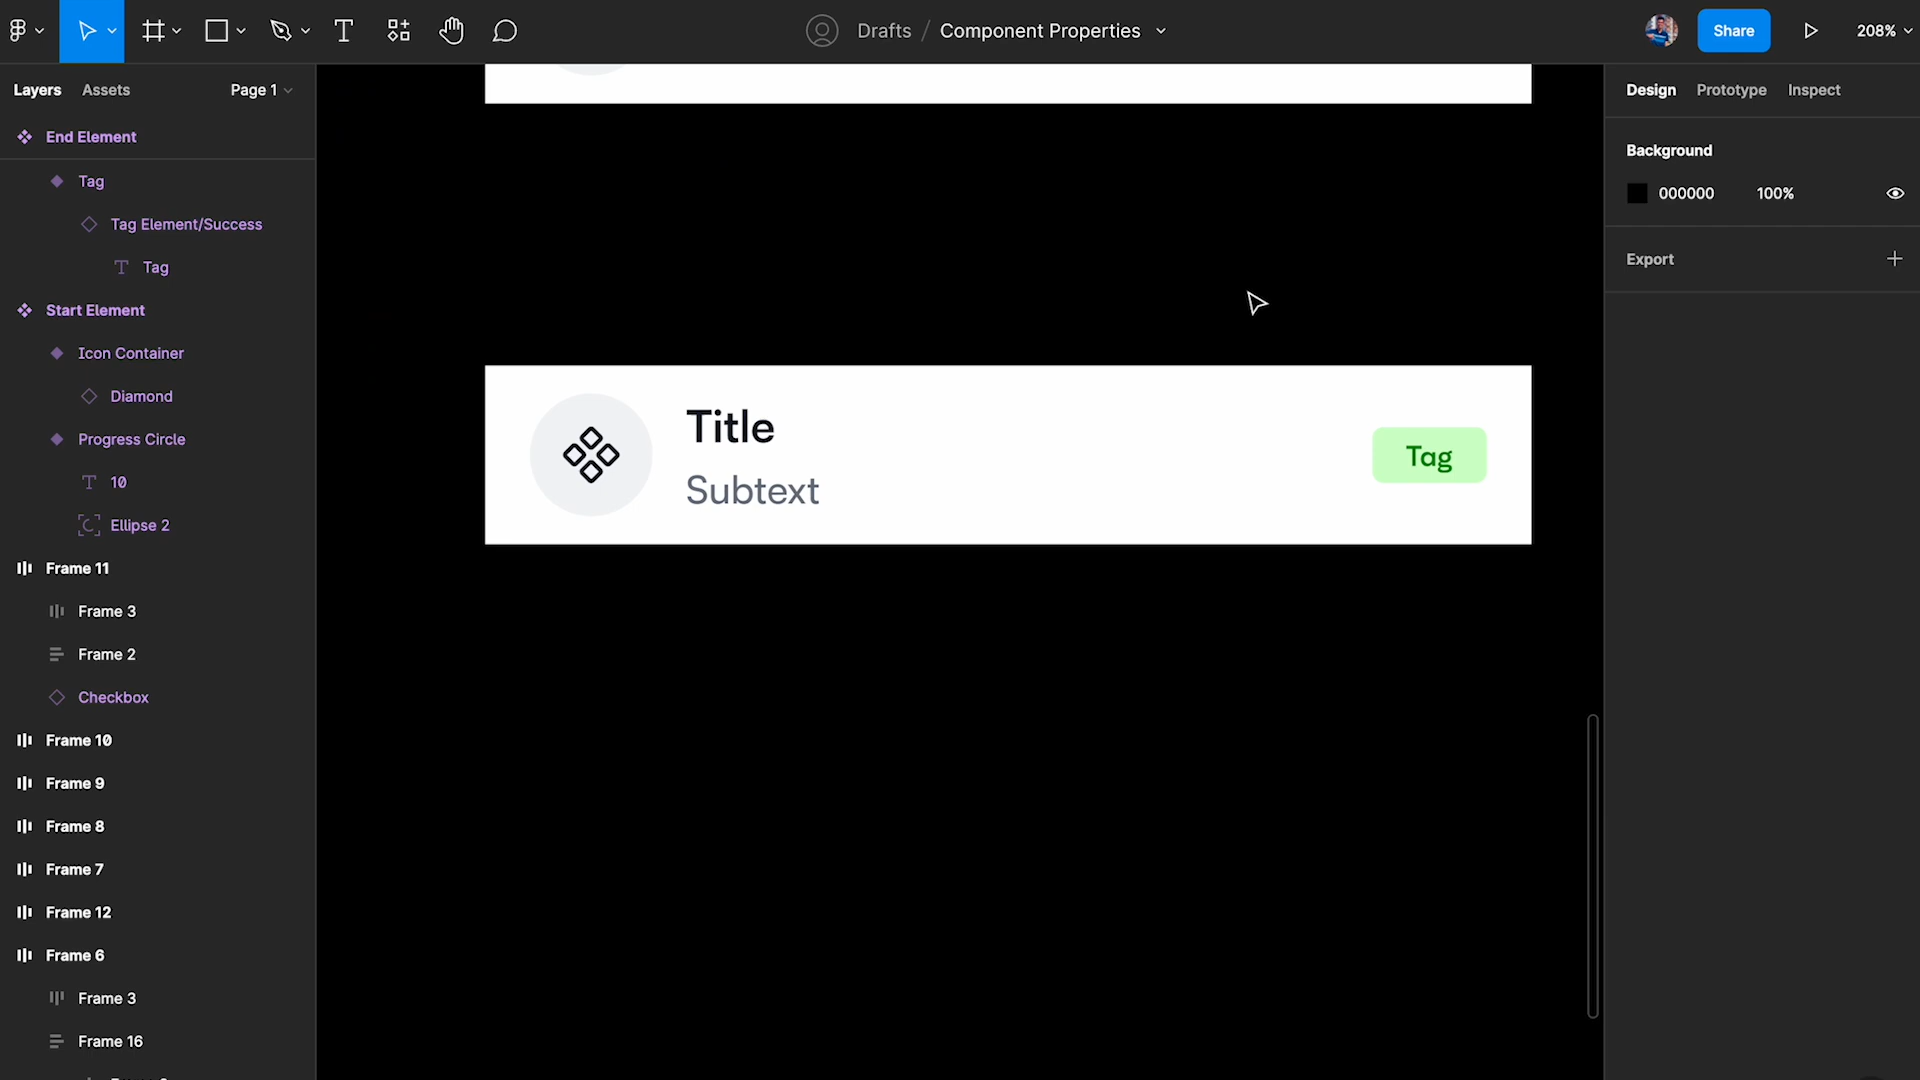 Drafts / Component Properties
Share
208%
Layers
Assets
Page 1
End Element
Tag
Tag Element/Success
Tag
Start Element
Icon Container
Diamond
Progress Circle
10
Ellipse 2
Frame 11
Frame 3
Frame 2
Checkbox
Frame 10
Frame 9
Frame 8
Frame 7
Frame 12
Frame 6
Frame 3
Frame 16
Title
Subtext
Tag
Design
Prototype
Inspect
Background
000000
100%
Export